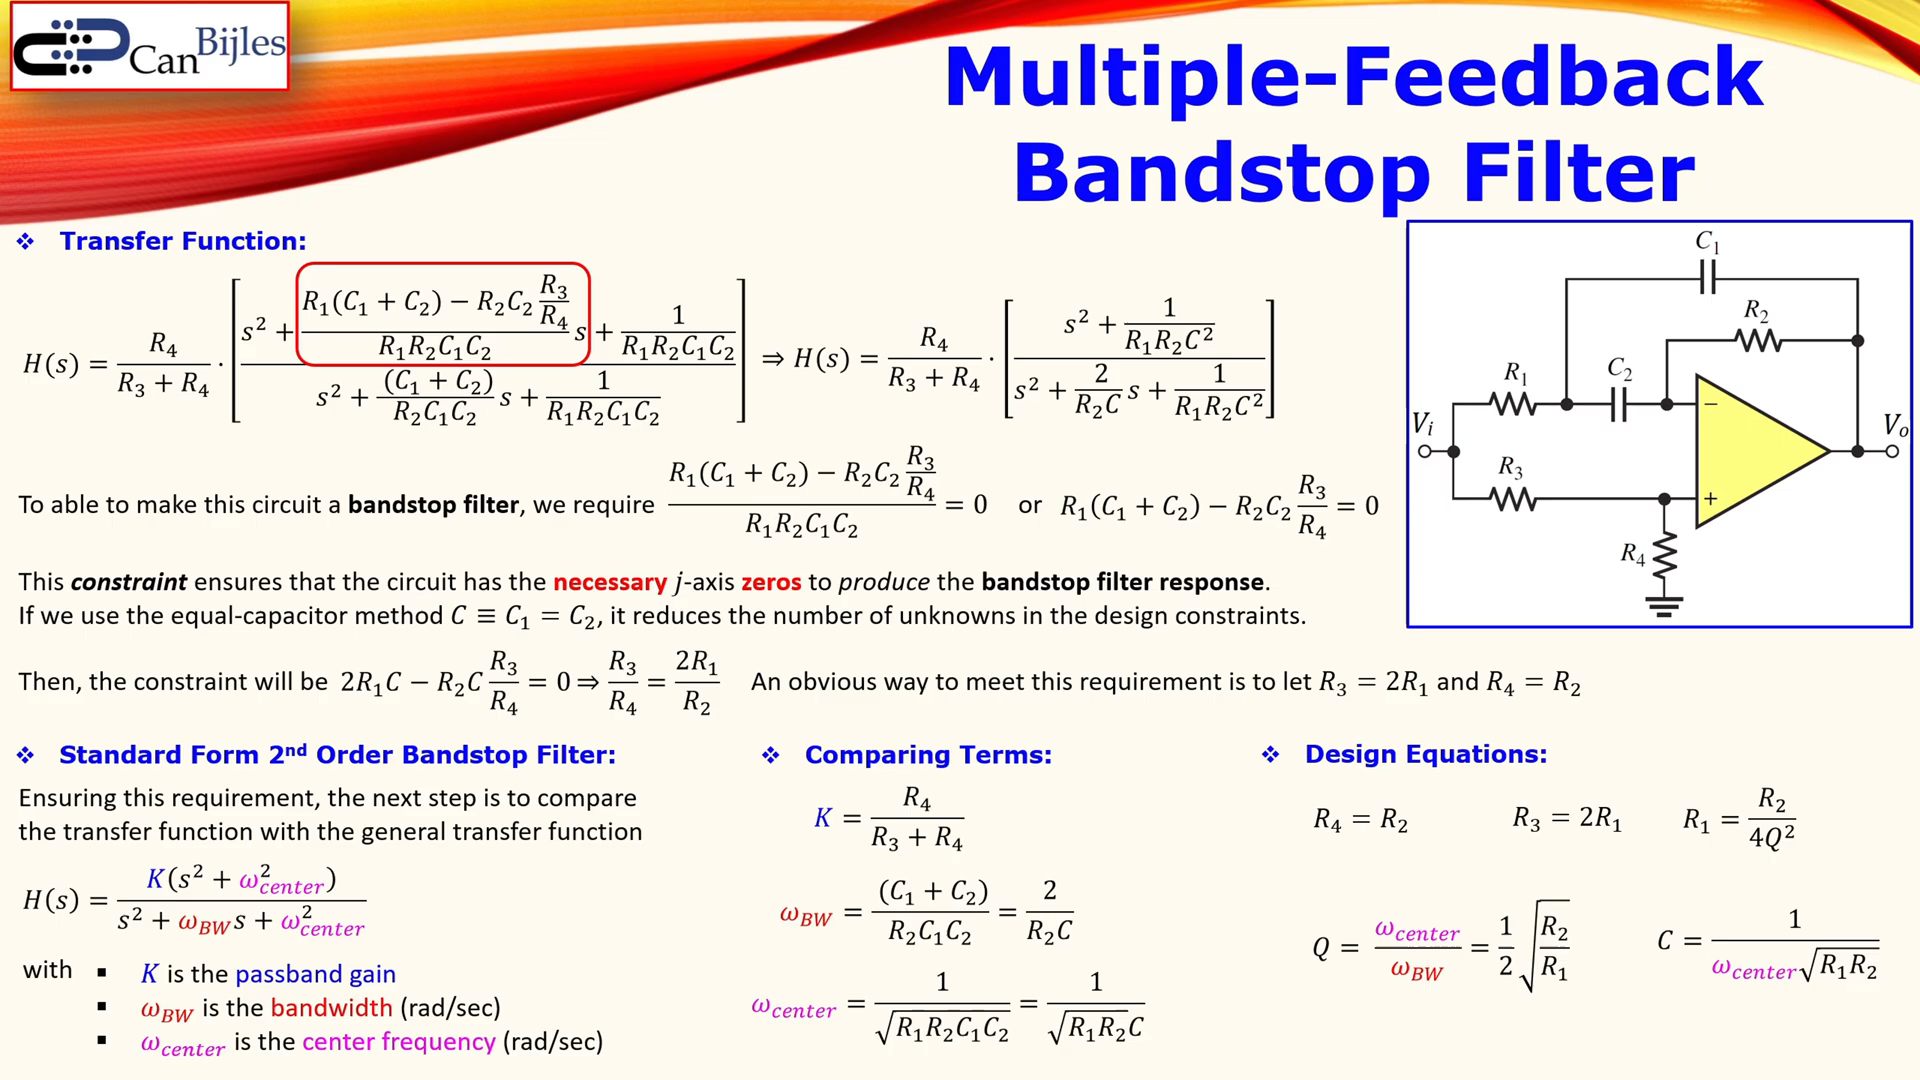 CanBijles
Multiple-Feedback
Bandstop Filter
❖ Transfer Function:
H(s) = R₄/(R₃ + R₄) · [ (s² + (R₁(C₁ + C₂) − R₂C₂ R₃/R₄)/(R₁R₂C₁C₂) s + 1/(R₁R₂C₁C₂)) / (s² + (C₁ + C₂)/(R₂C₁C₂) s + 1/(R₁R₂C₁C₂)) ] ⇒ H(s) = R₄/(R₃ + R₄) · [ (s² + 1/(R₁R₂C²)) / (s² + 2/(R₂C) s + 1/(R₁R₂C²)) ]
To able to make this circuit a bandstop filter, we require (R₁(C₁ + C₂) − R₂C₂ R₃/R₄)/(R₁R₂C₁C₂) = 0 or R₁(C₁ + C₂) − R₂C₂ R₃/R₄ = 0
This constraint ensures that the circuit has the necessary j-axis zeros to produce the bandstop filter response.
If we use the equal-capacitor method C ≡ C₁ = C₂, it reduces the number of unknowns in the design constraints.
Then, the constraint will be 2R₁C − R₂C R₃/R₄ = 0 ⇒ R₃/R₄ = 2R₁/R₂ An obvious way to meet this requirement is to let R₃ = 2R₁ and R₄ = R₂
C₁
R₂
R₁
C₂
−
Vᵢ
Vₒ
R₃
+
R₄
❖ Standard Form 2nd Order Bandstop Filter:
Ensuring this requirement, the next step is to compare
the transfer function with the general transfer function
H(s) = K(s² + ω²center) / (s² + ωBW s + ω²center)
with ▪ K is the passband gain
▪ ωBW is the bandwidth (rad/sec)
▪ ωcenter is the center frequency (rad/sec)
❖ Comparing Terms:
K = R₄/(R₃ + R₄)
ωBW = (C₁ + C₂)/(R₂C₁C₂) = 2/(R₂C)
ωcenter = 1/√(R₁R₂C₁C₂) = 1/(√(R₁R₂)C)
❖ Design Equations:
R₄ = R₂ R₃ = 2R₁ R₁ = R₂/(4Q²)
Q = ωcenter/ωBW = 1/2 √(R₂/R₁) C = 1/(ωcenter√(R₁R₂))